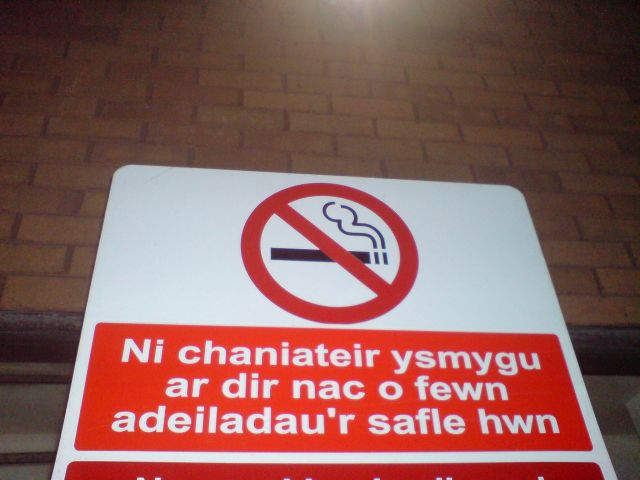 Ni chaniateir ysmygu
ar dir nac o fewn
adeiladau'r safle hwn